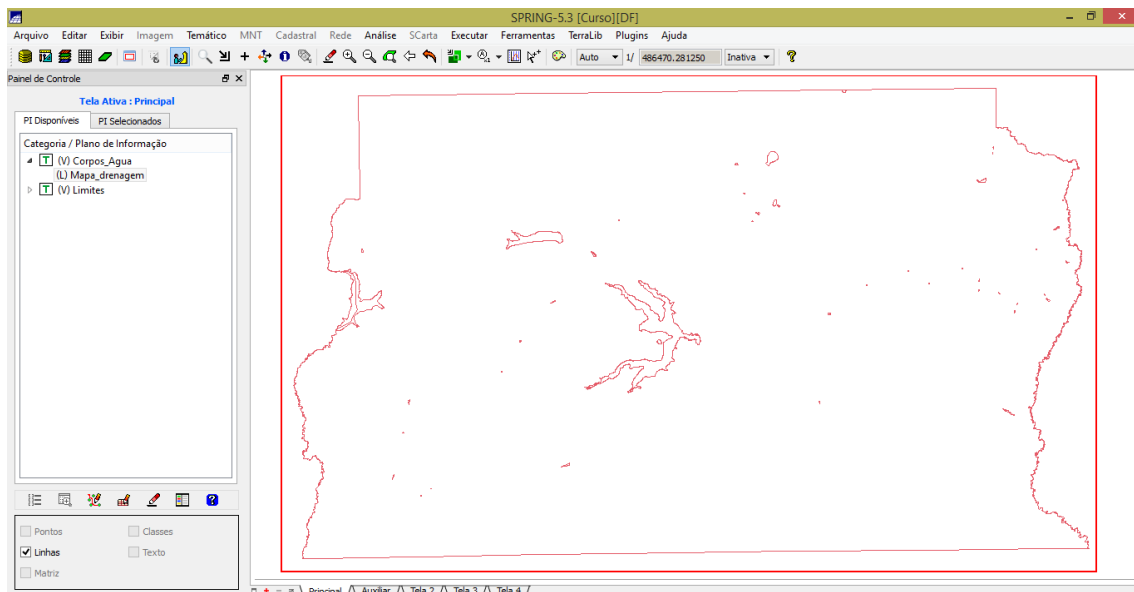 SPRING-5.3 [Curso][DF]
Arquivo Editar Exibir Imagem Temático MNT Cadastral Rede Análise SCarta Executar Ferramentas TerraLib Plugins Ajuda
Auto 1/ 486470.281250 Inativa
Painel de Controle
Tela Ativa : Principal
PI Disponíveis PI Selecionados
Categoria / Plano de Informação
T (V) Corpos_Agua
(L) Mapa_drenagem
T (V) Limites
Pontos Classes
Linhas Texto
Matriz
Principal Auxiliar Tela 2 Tela 3 Tela 4